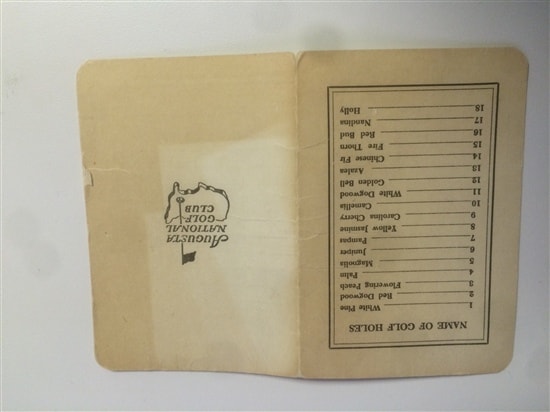 NAME OF GOLF HOLES
1 White Pine
2 Red Dogwood
3 Flowering Peach
4 Palm
5 Magnolia
6 Juniper
7 Pampas
8 Yellow Jasmine
9 Carolina Cherry
10 Camellia
11 White Dogwood
12 Golden Bell
13 Azalea
14 Chinese Fir
15 Fire Thorn
16 Red Bud
17 Nandina
18 Holly
AUGUSTA
NATIONAL
GOLF
CLUB